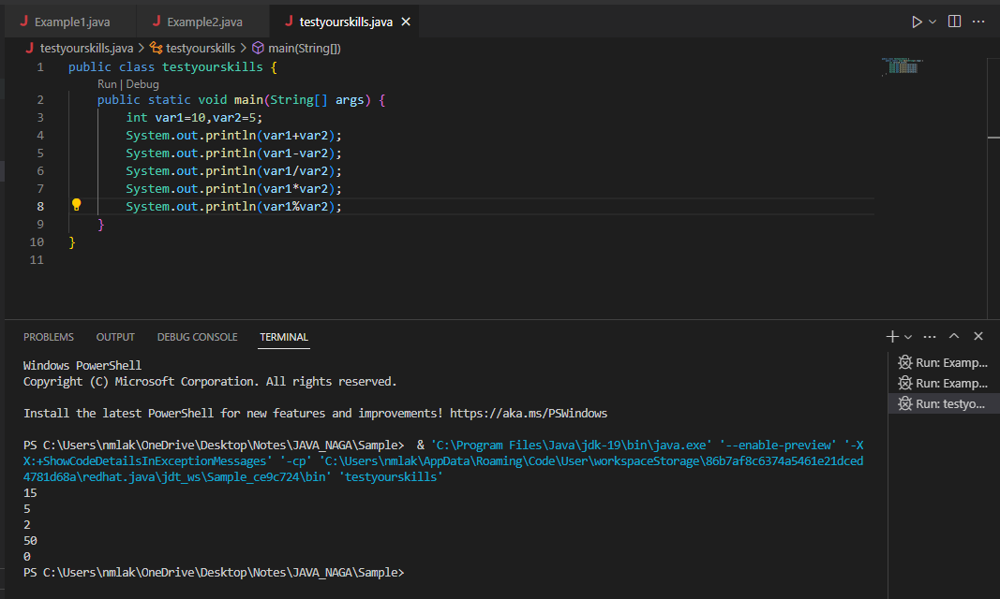 Example1.java Example2.java testyourskills.java
testyourskills.java > testyourskills > main(String[])
1 public class testyourskills {
Run | Debug
2 public static void main(String[] args) {
3 int var1=10,var2=5;
4 System.out.println(var1+var2);
5 System.out.println(var1-var2);
6 System.out.println(var1/var2);
7 System.out.println(var1*var2);
8 System.out.println(var1%var2);
9 }
10 }
11
PROBLEMS OUTPUT DEBUG CONSOLE TERMINAL
Windows PowerShell
Copyright (C) Microsoft Corporation. All rights reserved.
Install the latest PowerShell for new features and improvements! https://aka.ms/PSWindows
PS C:\Users\nmlak\OneDrive\Desktop\Notes\JAVA_NAGA\Sample> & 'C:\Program Files\Java\jdk-19\bin\java.exe' '--enable-preview' '-X
X:+ShowCodeDetailsInExceptionMessages' '-cp' 'C:\Users\nmlak\AppData\Roaming\Code\User\workspaceStorage\86b7af8c6374a5461e21dced
4781d68a\redhat.java\jdt_ws\Sample_ce9c724\bin' 'testyourskills'
15
5
2
50
0
PS C:\Users\nmlak\OneDrive\Desktop\Notes\JAVA_NAGA\Sample>
Run: Examp...
Run: Examp...
Run: testyo...